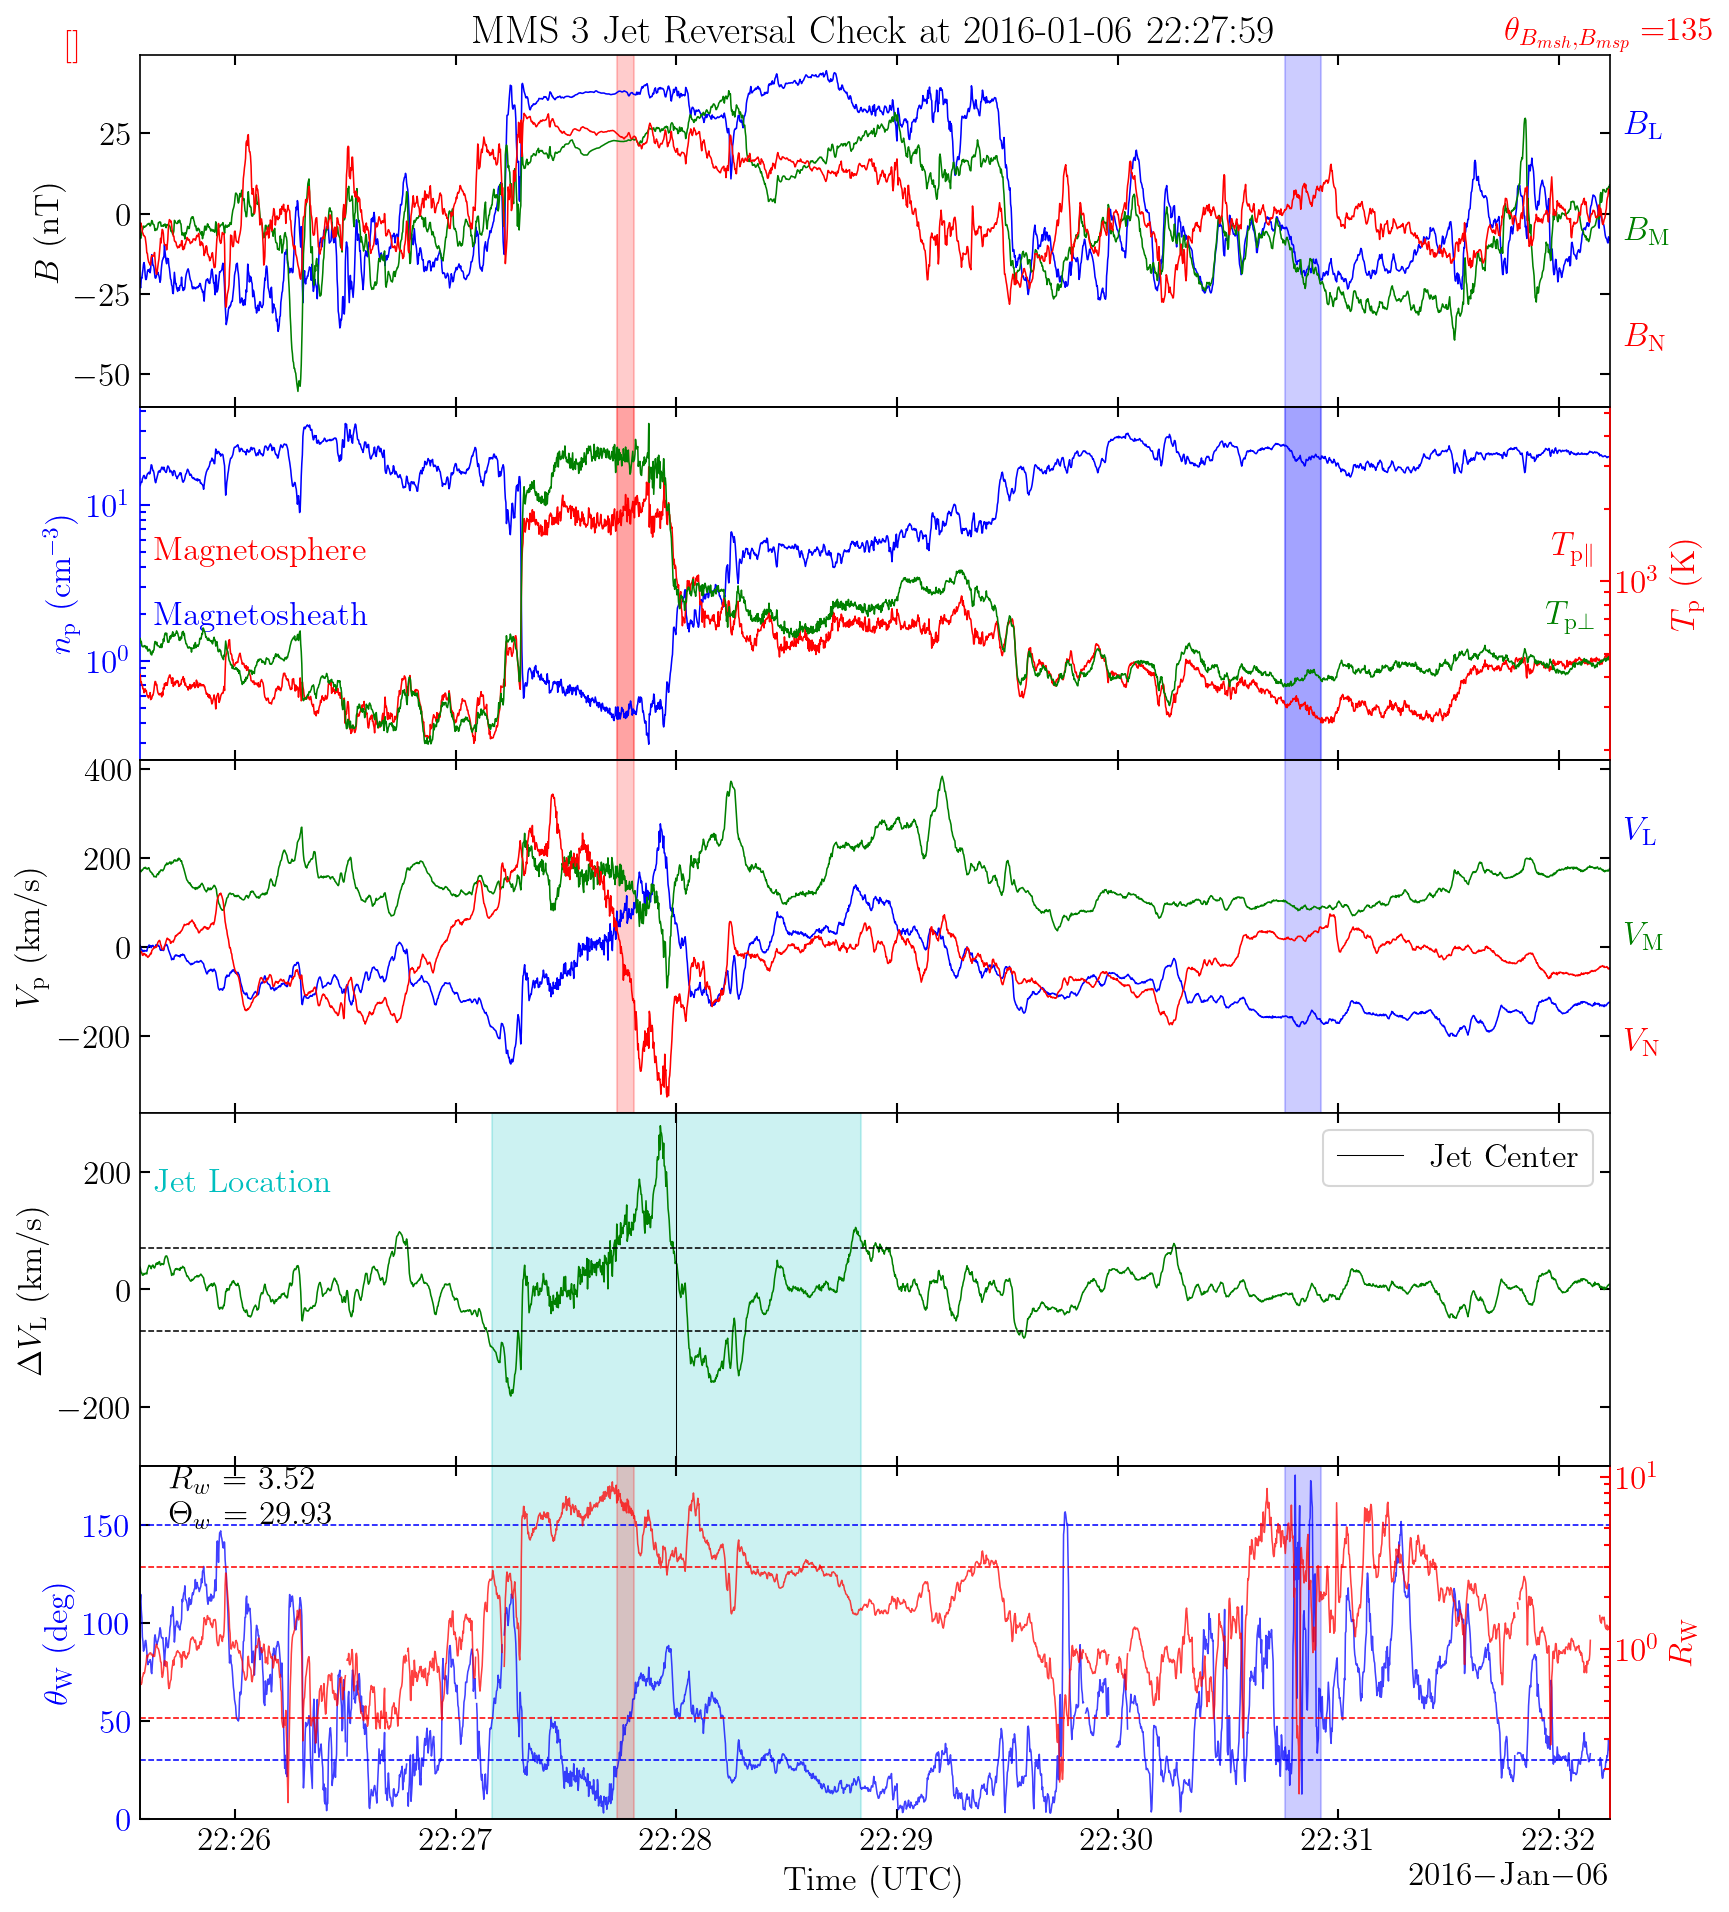 MMS 3 Jet Reversal Check at 2016-01-06 22:27:59
θ_{B_{msh},B_{msp}} =135
B (nT)
25
0
−25
−50
B_L
B_M
B_N
n_p (cm^{−3})
10^1
10^0
Magnetosphere
Magnetosheath
T_{p∥}
T_{p⊥}
10^3
T_p (K)
V_p (km/s)
400
200
0
−200
V_L
V_M
V_N
ΔV_L (km/s)
200
0
−200
Jet Location
Jet Center
R_w = 3.52
Θ_w = 29.93
θ_W (deg)
150
100
50
0
10^1
10^0
R_W
22:26 22:27 22:28 22:29 22:30 22:31 22:32
Time (UTC)
2016−Jan−06